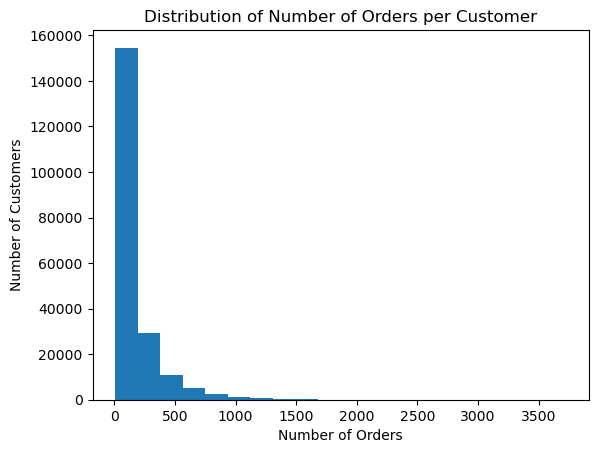 Distribution of Number of Orders per Customer
160000
140000
120000
100000
80000
60000
40000
20000
0
Number of Customers
0 500 1000 1500 2000 2500 3000 3500
Number of Orders